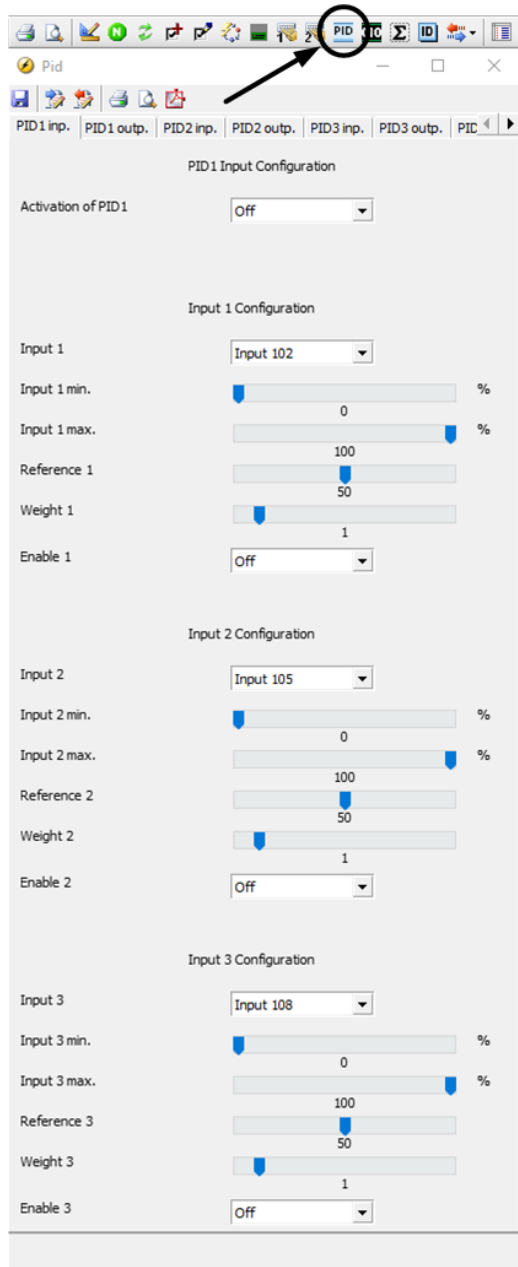 PID
Σ
ID
Pid
PID1 inp. PID1 outp. PID2 inp. PID2 outp. PID3 inp. PID3 outp. PID
PID1 Input Configuration
Activation of PID1 Off
Input 1 Configuration
Input 1 Input 102
Input 1 min. %
0
Input 1 max. %
100
Reference 1
50
Weight 1
1
Enable 1 Off
Input 2 Configuration
Input 2 Input 105
Input 2 min. %
0
Input 2 max. %
100
Reference 2
50
Weight 2
1
Enable 2 Off
Input 3 Configuration
Input 3 Input 108
Input 3 min. %
0
Input 3 max. %
100
Reference 3
50
Weight 3
1
Enable 3 Off